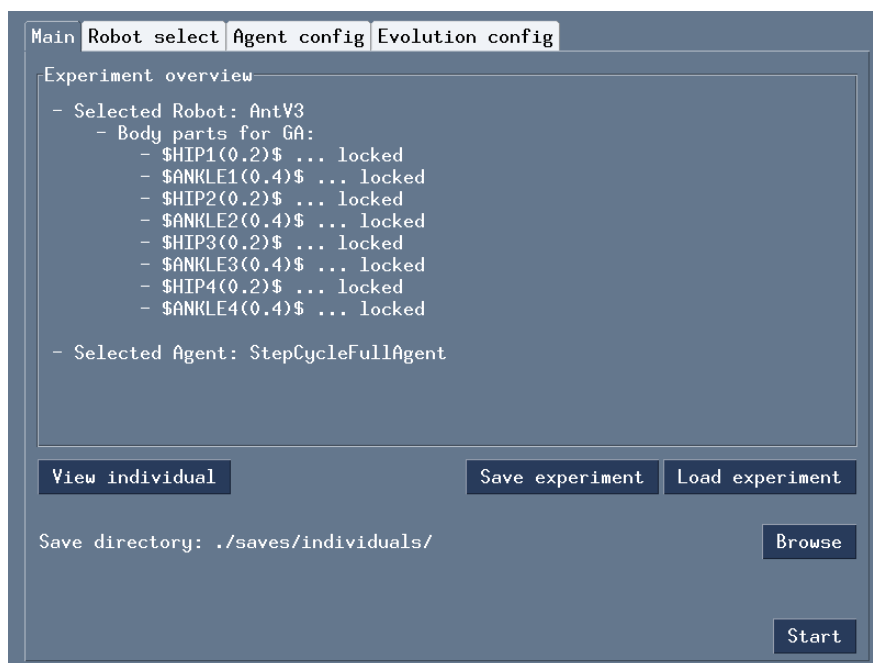 Main Robot select Agent config Evolution config
Experiment overview
- Selected Robot: AntV3
- Body parts for GA:
- $HIP1(0.2)$ ... locked
- $ANKLE1(0.4)$ ... locked
- $HIP2(0.2)$ ... locked
- $ANKLE2(0.4)$ ... locked
- $HIP3(0.2)$ ... locked
- $ANKLE3(0.4)$ ... locked
- $HIP4(0.2)$ ... locked
- $ANKLE4(0.4)$ ... locked
- Selected Agent: StepCycleFullAgent
View individual Save experiment Load experiment
Save directory: ./saves/individuals/ Browse
Start